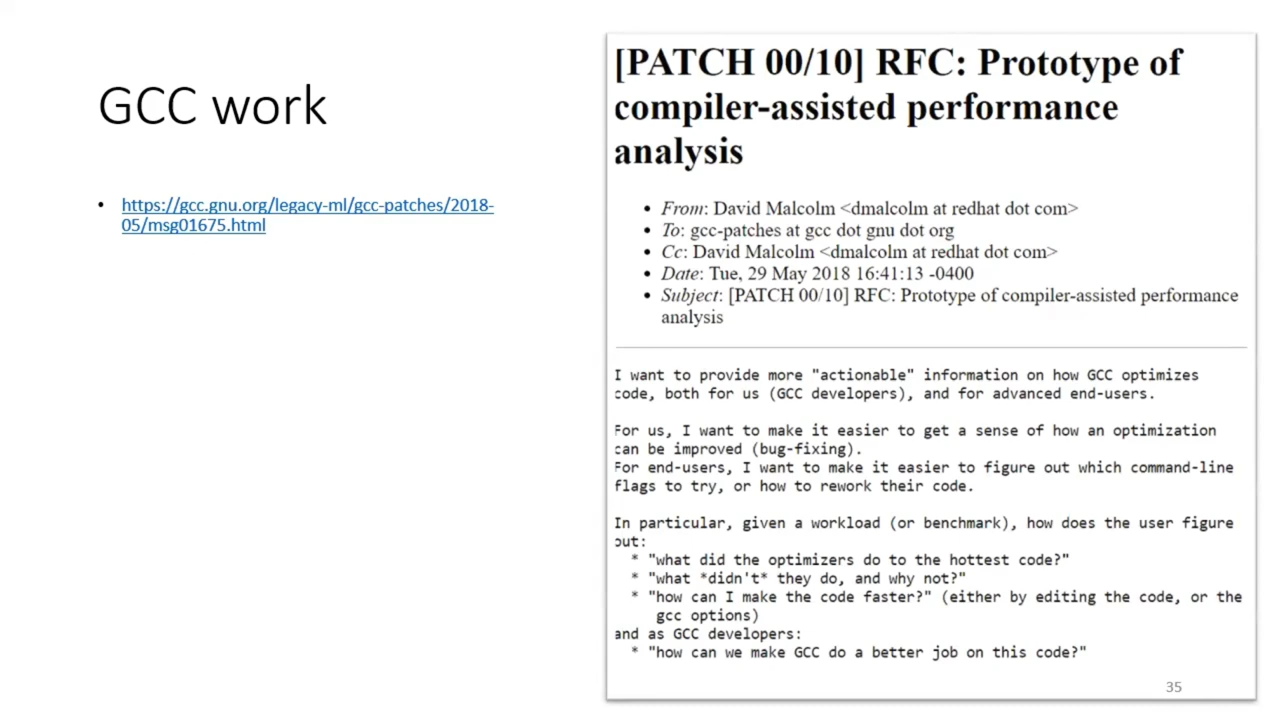 GCC work
• https://gcc.gnu.org/legacy-ml/gcc-patches/2018-
05/msg01675.html
[PATCH 00/10] RFC: Prototype of
compiler-assisted performance
analysis
• From: David Malcolm <dmalcolm at redhat dot com>
• To: gcc-patches at gcc dot gnu dot org
• Cc: David Malcolm <dmalcolm at redhat dot com>
• Date: Tue, 29 May 2018 16:41:13 -0400
• Subject: [PATCH 00/10] RFC: Prototype of compiler-assisted performance
analysis
I want to provide more "actionable" information on how GCC optimizes
code, both for us (GCC developers), and for advanced end-users.
For us, I want to make it easier to get a sense of how an optimization
can be improved (bug-fixing).
For end-users, I want to make it easier to figure out which command-line
flags to try, or how to rework their code.
In particular, given a workload (or benchmark), how does the user figure
out:
* "what did the optimizers do to the hottest code?"
* "what *didn't* they do, and why not?"
* "how can I make the code faster?" (either by editing the code, or the
gcc options)
and as GCC developers:
* "how can we make GCC do a better job on this code?"
35